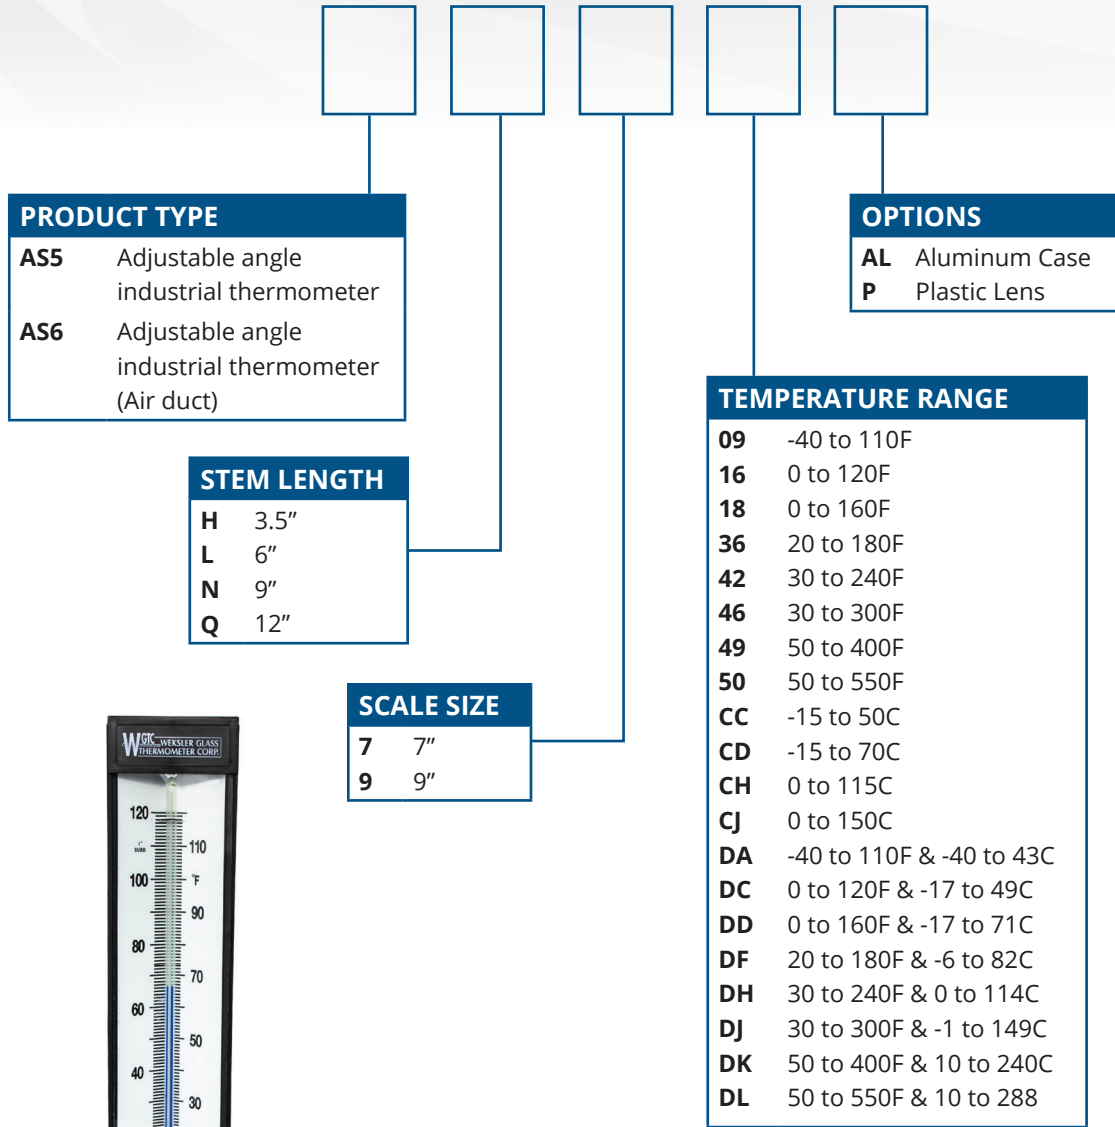 PRODUCT TYPE
AS5 Adjustable angle
industrial thermometer
AS6 Adjustable angle
industrial thermometer
(Air duct)
OPTIONS
AL Aluminum Case
P Plastic Lens
STEM LENGTH
H 3.5”
L 6”
N 9”
Q 12”
SCALE SIZE
7 7”
9 9”
TEMPERATURE RANGE
09 -40 to 110F
16 0 to 120F
18 0 to 160F
36 20 to 180F
42 30 to 240F
46 30 to 300F
49 50 to 400F
50 50 to 550F
CC -15 to 50C
CD -15 to 70C
CH 0 to 115C
CJ 0 to 150C
DA -40 to 110F & -40 to 43C
DC 0 to 120F & -17 to 49C
DD 0 to 160F & -17 to 71C
DF 20 to 180F & -6 to 82C
DH 30 to 240F & 0 to 114C
DJ 30 to 300F & -1 to 149C
DK 50 to 400F & 10 to 240C
DL 50 to 550F & 10 to 288
WGTC WEKSLER GLASS
THERMOMETER CORP.
120
110
100 °F
90
80
70
60
50
40
30